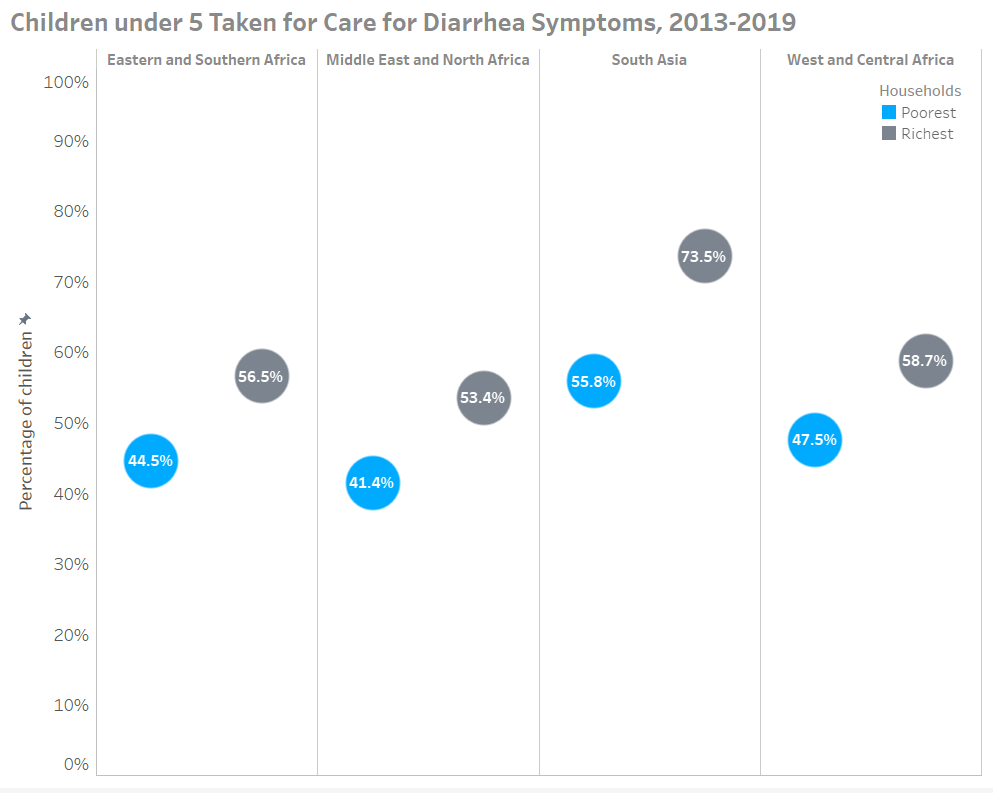 Children under 5 Taken for Care for Diarrhea Symptoms, 2013-2019
Eastern and Southern Africa
Middle East and North Africa
South Asia
West and Central Africa
Households
Poorest
Richest
Percentage of children
100%
90%
80%
70%
60%
50%
40%
30%
20%
10%
0%
44.5%
56.5%
41.4%
53.4%
55.8%
73.5%
47.5%
58.7%